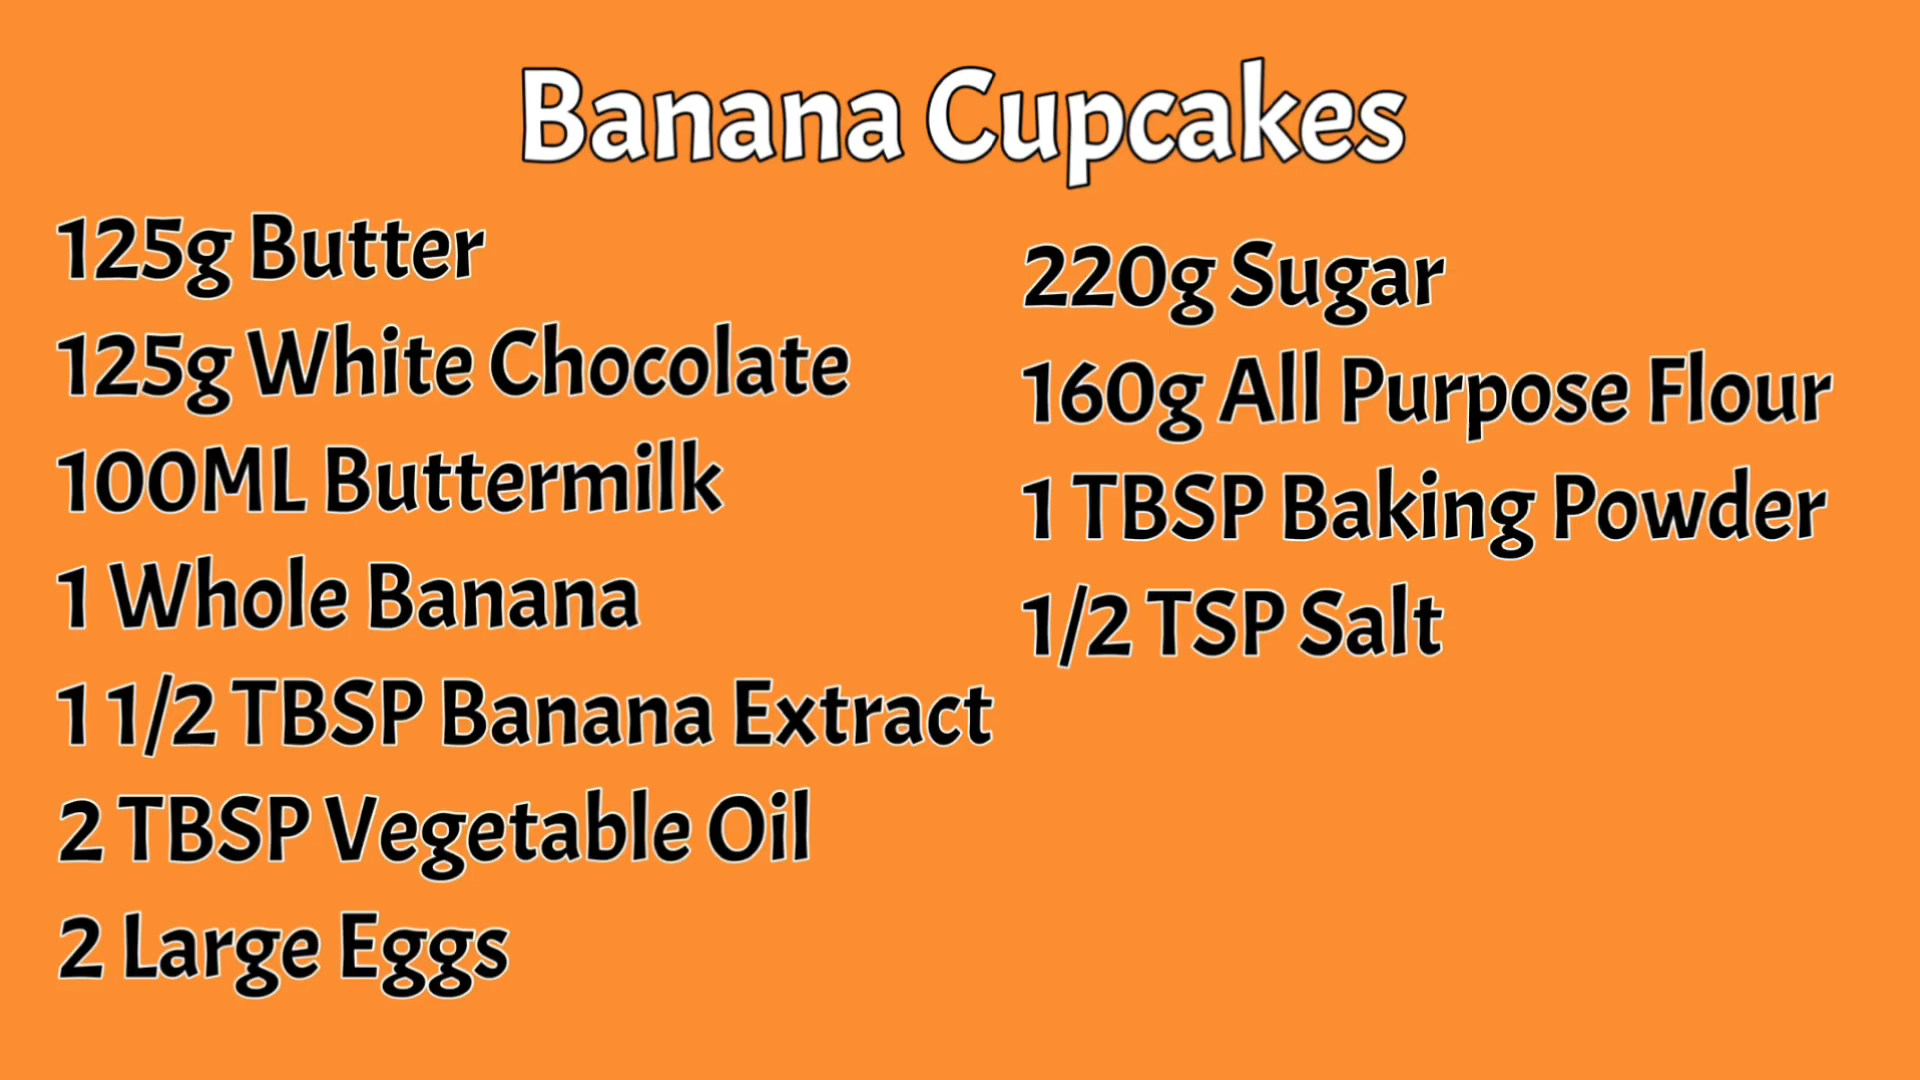 Banana Cupcakes
125g Butter
125g White Chocolate
100ML Buttermilk
1 Whole Banana
1 1/2 TBSP Banana Extract
2 TBSP Vegetable Oil
2 Large Eggs
220g Sugar
160g All Purpose Flour
1 TBSP Baking Powder
1/2 TSP Salt